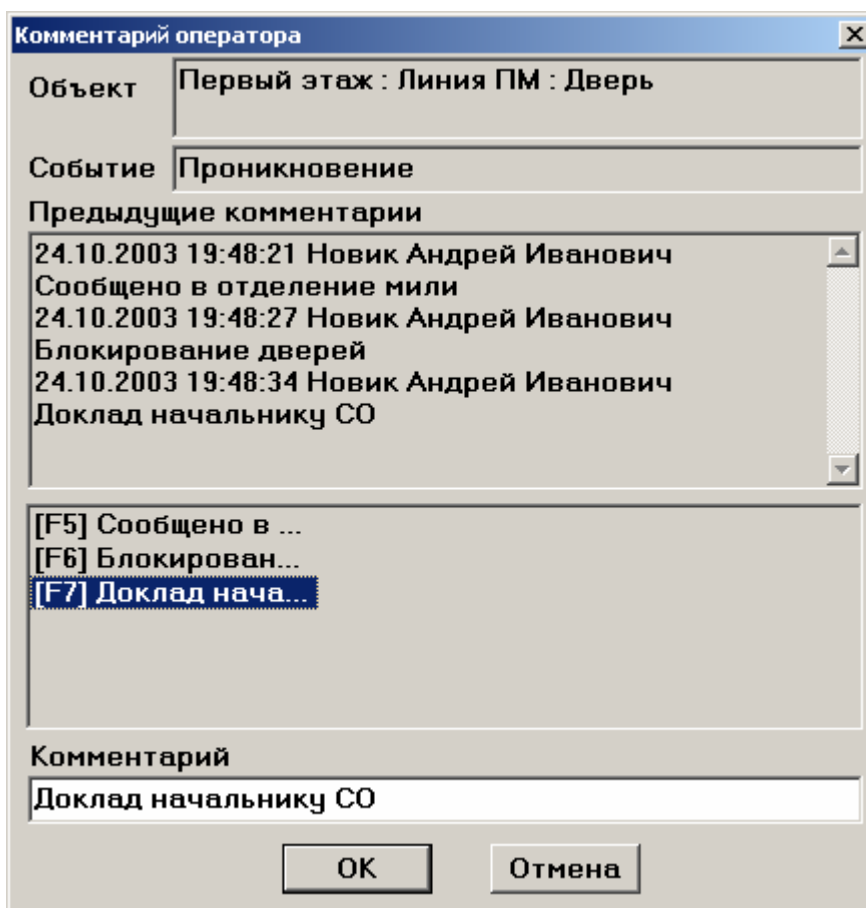 Комментарий оператора
Объект
Первый этаж : Линия ПМ : Дверь
Событие
Проникновение
Предыдущие комментарии
24.10.2003 19:48:21 Новик Андрей Иванович
Сообщено в отделение мили
24.10.2003 19:48:27 Новик Андрей Иванович
Блокирование дверей
24.10.2003 19:48:34 Новик Андрей Иванович
Доклад начальнику СО
[F5] Сообщено в ...
[F6] Блокирован...
[F7] Доклад нача...
Комментарий
Доклад начальнику СО
OK
Отмена